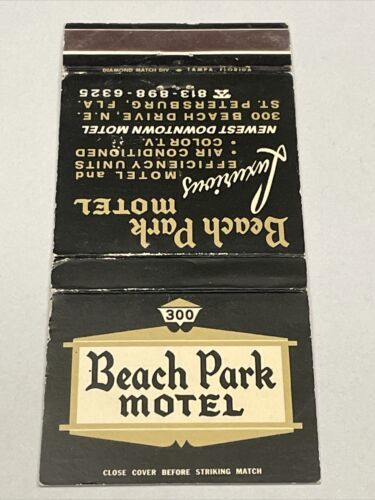 DIAMOND MATCH DIV. ★ TAMPA, FLORIDA
Beach Park
MOTEL
Luxurious
MOTEL and
EFFICIENCY UNITS
• AIR CONDITIONED
• COLOR T.V.
NEWEST DOWNTOWN MOTEL
300 BEACH DRIVE, N.E.
ST. PETERSBURG, FLA.
813-898-6325
300
Beach Park
MOTEL
CLOSE COVER BEFORE STRIKING MATCH